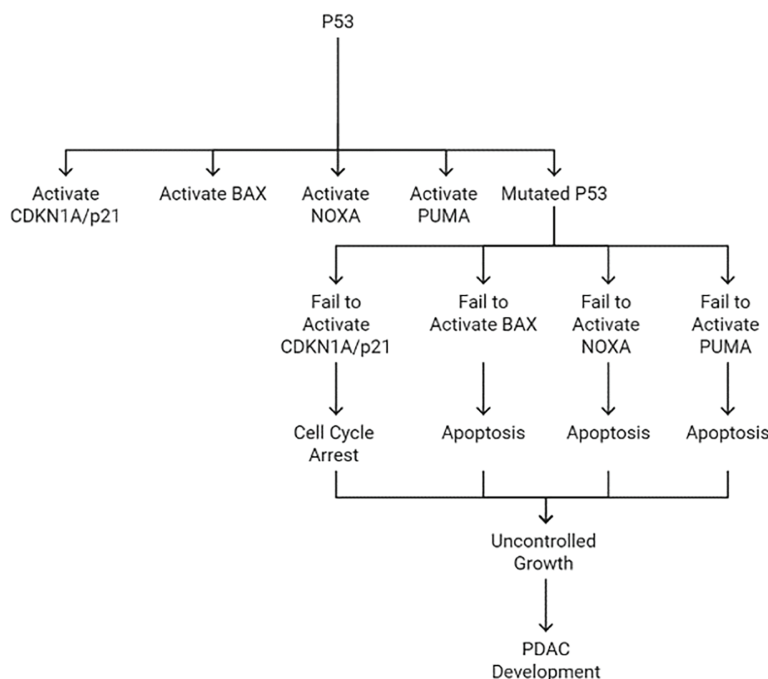 P53
Activate
CDKN1A/p21
Activate BAX
Activate
NOXA
Activate
PUMA
Mutated P53
Fail to
Activate
CDKN1A/p21
Fail to
Activate BAX
Fail to
Activate
NOXA
Fail to
Activate
PUMA
Cell Cycle
Arrest
Apoptosis
Apoptosis
Apoptosis
Uncontrolled
Growth
PDAC
Development